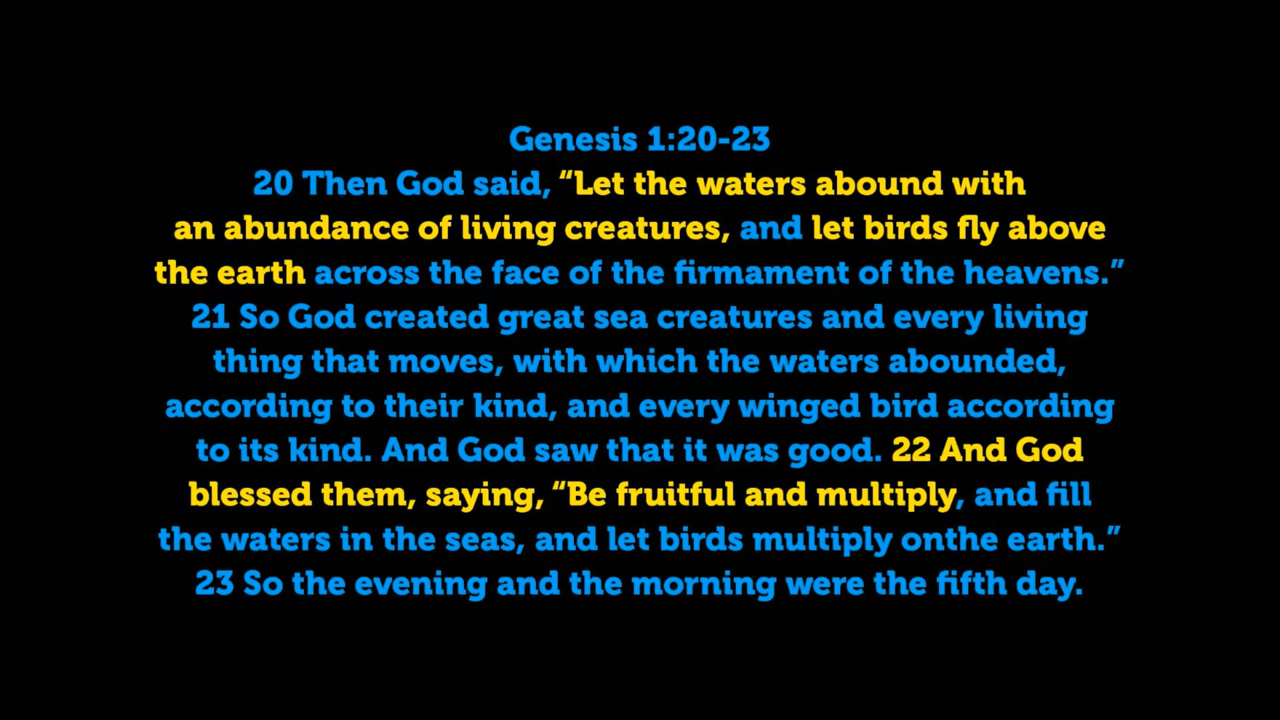 Genesis 1:20-23
20 Then God said, “Let the waters abound with
an abundance of living creatures, and let birds fly above
the earth across the face of the firmament of the heavens.”
21 So God created great sea creatures and every living
thing that moves, with which the waters abounded,
according to their kind, and every winged bird according
to its kind. And God saw that it was good. 22 And God
blessed them, saying, “Be fruitful and multiply, and fill
the waters in the seas, and let birds multiply onthe earth.”
23 So the evening and the morning were the fifth day.